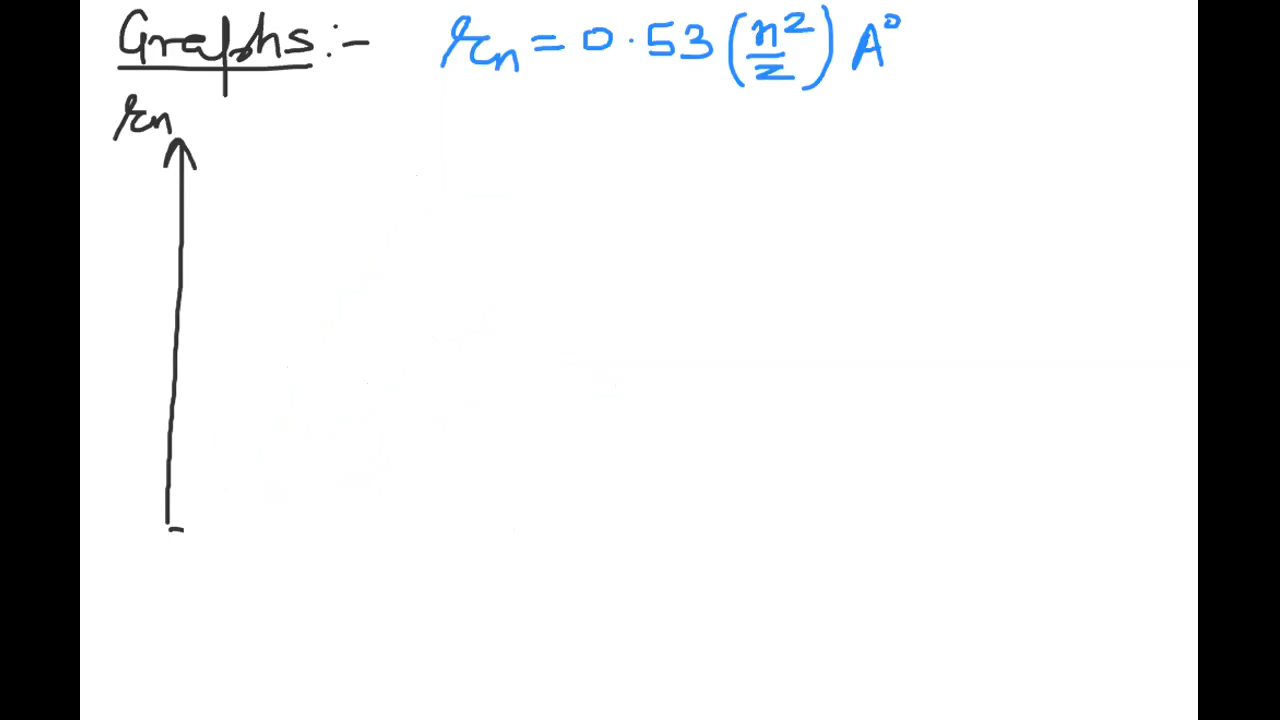 Graphs :- rn = 0.53 (n²/z) A°
rn